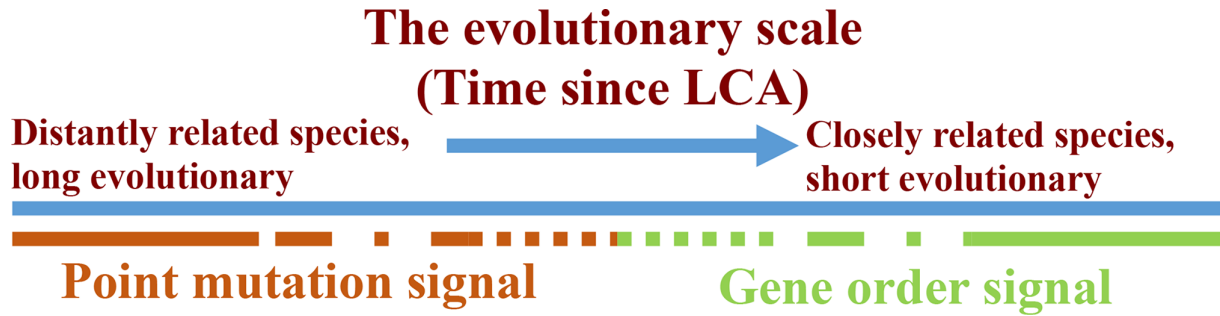 The evolutionary scale
(Time since LCA)
Distantly related species,
long evolutionary
Closely related species,
short evolutionary
Point mutation signal
Gene order signal